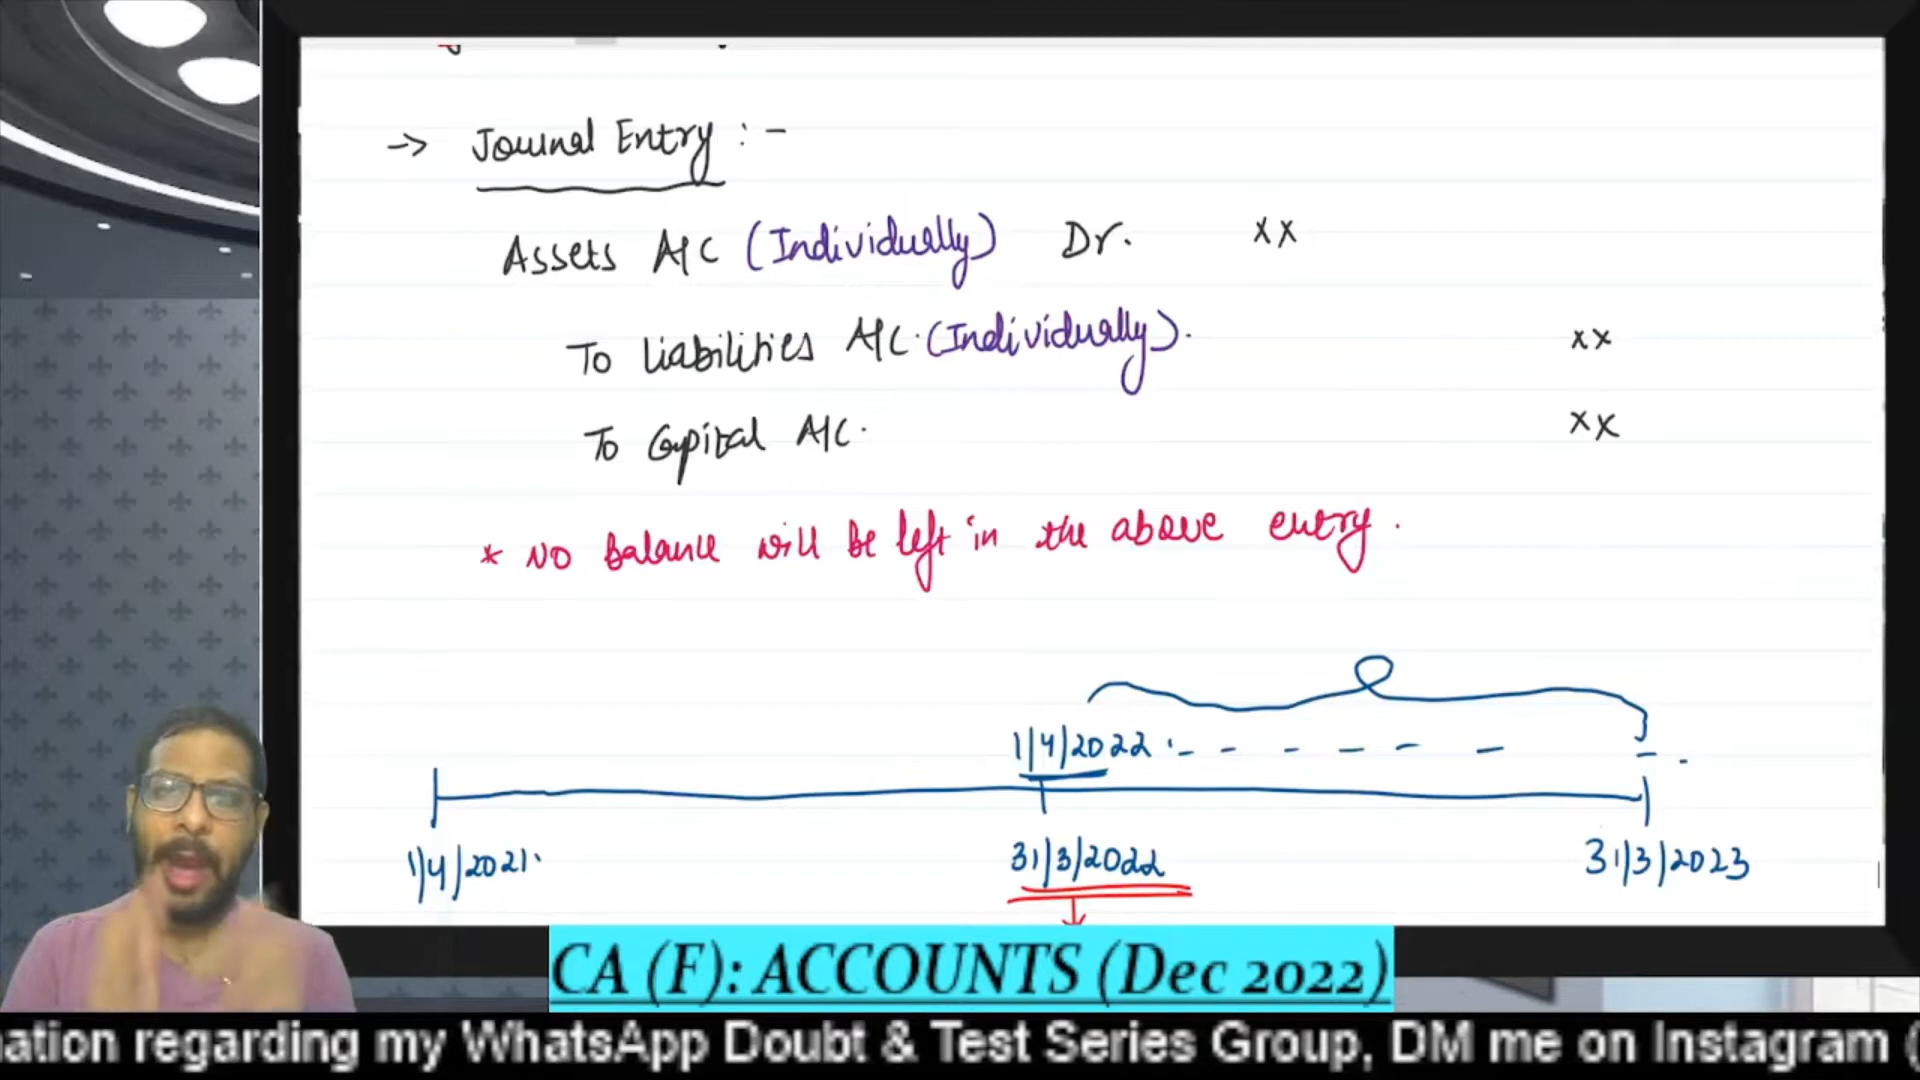 -> Journal Entry : -
Assets A/C (Individually) Dr. xx
To Liabilities A/C. (Individually). xx
To Capital A/C. xx
* No balance will be left in the above entry.
1/4/2022 . - - - - - - - .
1/4/2021.
31/3/2022
31/3/2023
CA (F): ACCOUNTS (Dec 2022)
ation regarding my WhatsApp Doubt & Test Series Group, DM me on Instagram (